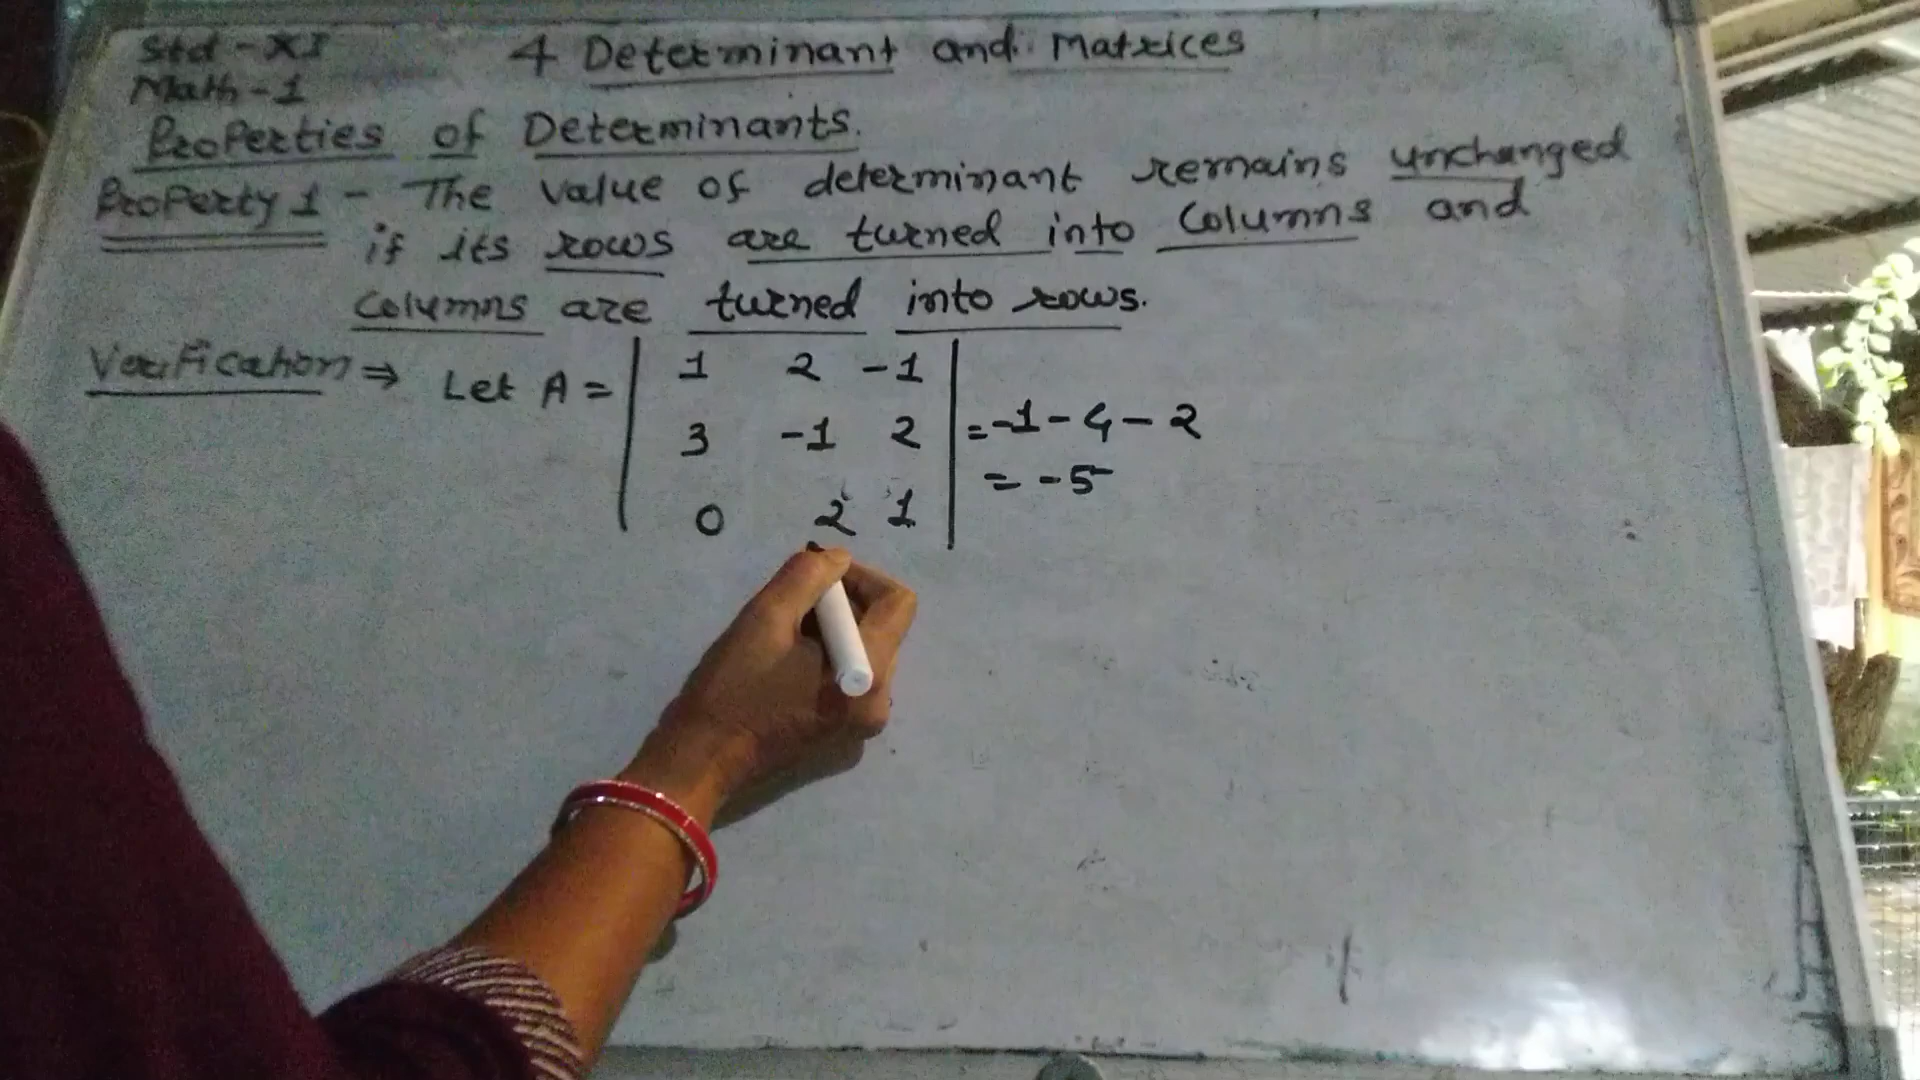 Std - XI
4 Determinant and Matrices
Math - 1
Properties of Determinants.
Property 1 - The value of determinant remains unchanged
if its rows are turned into columns and
columns are turned into rows.
Verification ⇒ Let A = | 1 2 -1 |
| 3 -1 2 | = -1 - 4 - 2
= -5
| 0 2 1 |